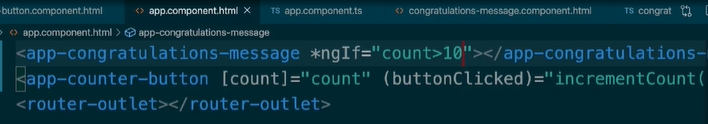 button.component.html app.component.html × TS app.component.ts congratulations-message.component.html TS congrat
app.component.html > app-congratulations-message
<app-congratulations-message *ngIf="count>10"></app-congratulations-
<app-counter-button [count]="count" (buttonClicked)="incrementCount(
<router-outlet></router-outlet>